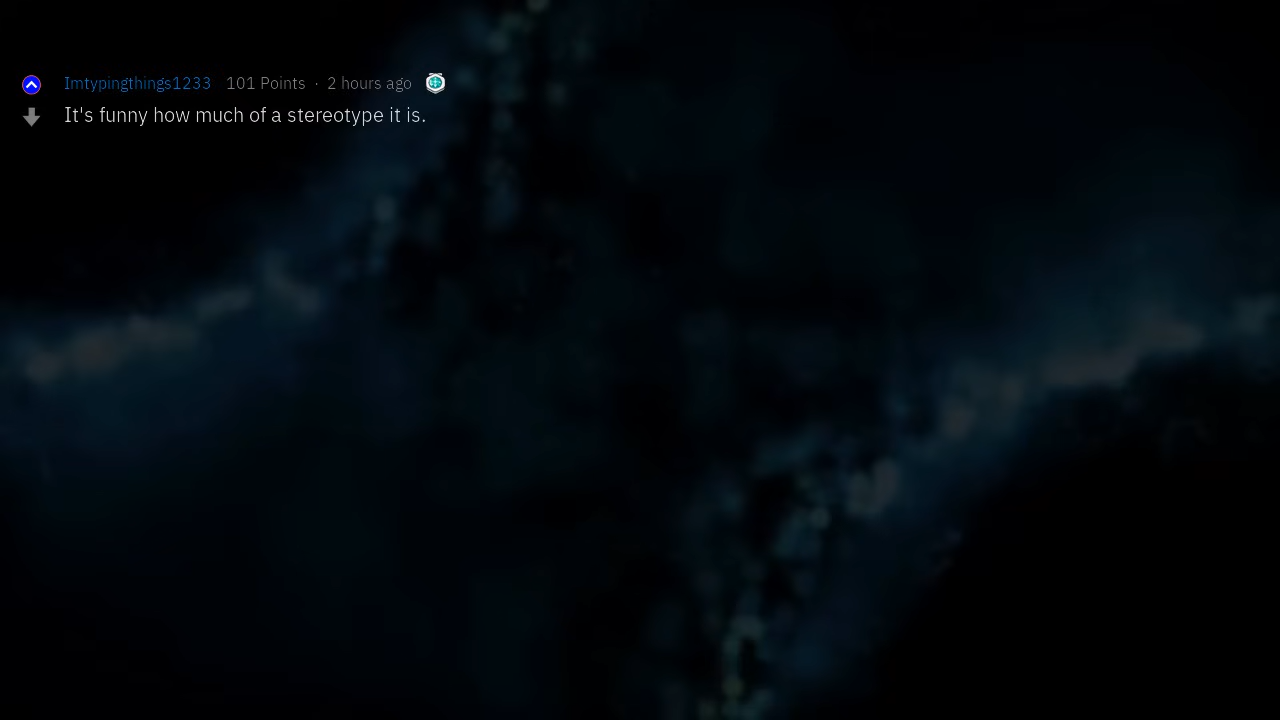 Imtypingthings1233 101 Points · 2 hours ago
It's funny how much of a stereotype it is.